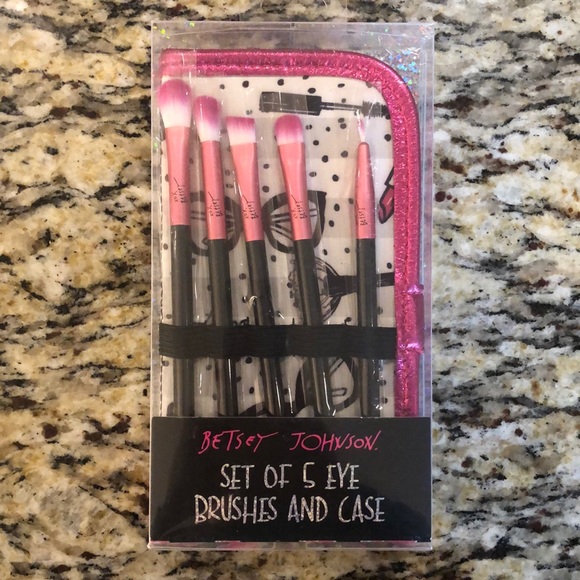 BETSEY JOHNSON.
SET OF 5 EYE
BRUSHES AND CASE